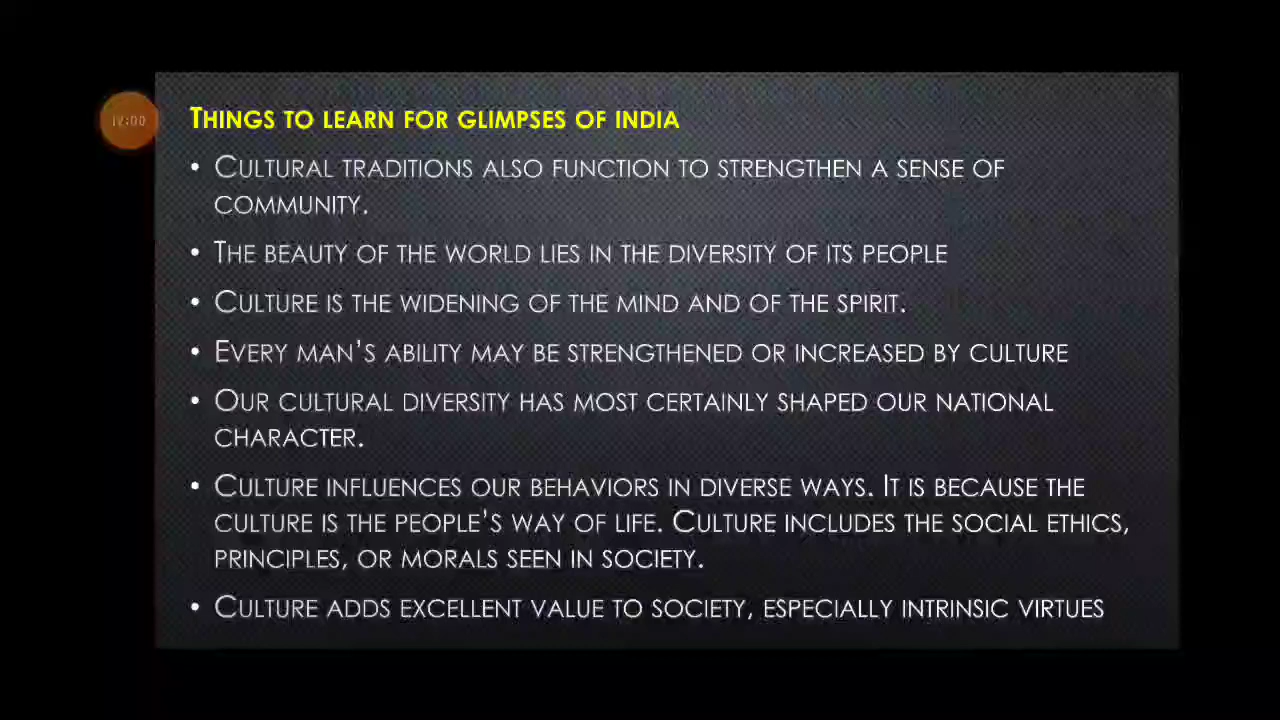 12:00
THINGS TO LEARN FOR GLIMPSES OF INDIA
• CULTURAL TRADITIONS ALSO FUNCTION TO STRENGTHEN A SENSE OF
COMMUNITY.
• THE BEAUTY OF THE WORLD LIES IN THE DIVERSITY OF ITS PEOPLE
• CULTURE IS THE WIDENING OF THE MIND AND OF THE SPIRIT.
• EVERY MAN’S ABILITY MAY BE STRENGTHENED OR INCREASED BY CULTURE
• OUR CULTURAL DIVERSITY HAS MOST CERTAINLY SHAPED OUR NATIONAL
CHARACTER.
• CULTURE INFLUENCES OUR BEHAVIORS IN DIVERSE WAYS. IT IS BECAUSE THE
CULTURE IS THE PEOPLE’S WAY OF LIFE. CULTURE INCLUDES THE SOCIAL ETHICS,
PRINCIPLES, OR MORALS SEEN IN SOCIETY.
• CULTURE ADDS EXCELLENT VALUE TO SOCIETY, ESPECIALLY INTRINSIC VIRTUES